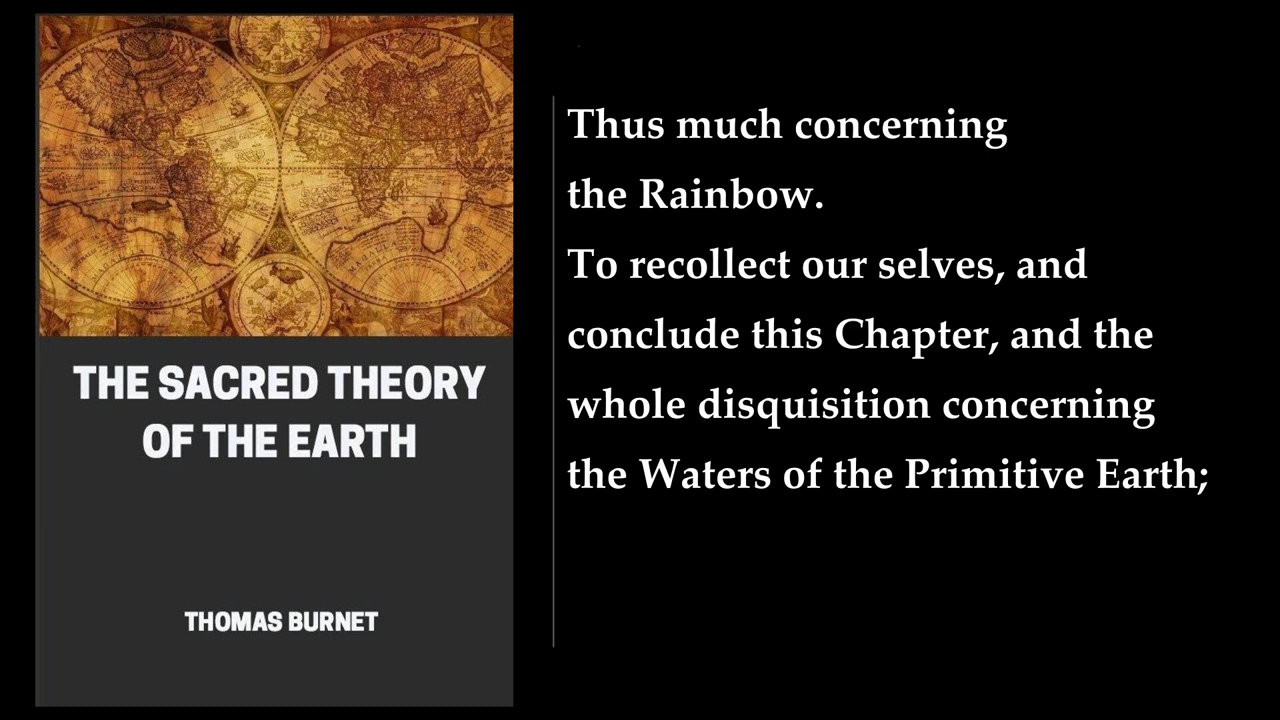 THE SACRED THEORY
OF THE EARTH
THOMAS BURNET
Thus much concerning
the Rainbow.
To recollect our selves, and
conclude this Chapter, and the
whole disquisition concerning
the Waters of the Primitive Earth;